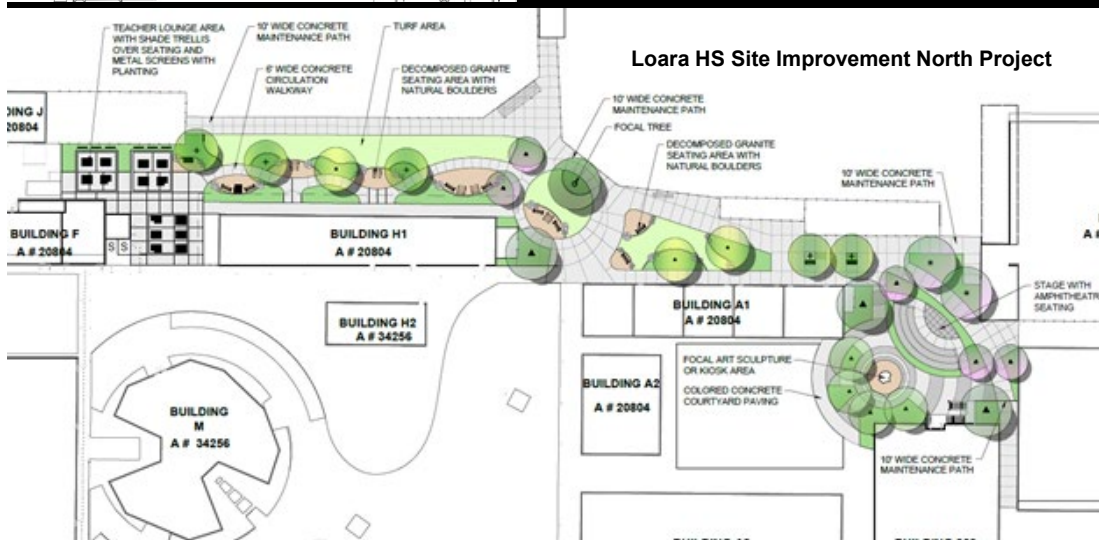 Loara HS Site Improvement North Project
TEACHER LOUNGE AREA
WITH SHADE TRELLIS
OVER SEATING AND
METAL SCREENS WITH
PLANTING
10' WIDE CONCRETE
MAINTENANCE PATH
TURF AREA
6' WIDE CONCRETE
CIRCULATION
WALKWAY
DECOMPOSED GRANITE
SEATING AREA WITH
NATURAL BOULDERS
10' WIDE CONCRETE
MAINTENANCE PATH
FOCAL TREE
DECOMPOSED GRANITE
SEATING AREA WITH
NATURAL BOULDERS
10' WIDE CONCRETE
MAINTENANCE PATH
DING J
20804
BUILDING F
A # 20804
S S
BUILDING H1
A # 20804
BUILDING H2
A # 34256
BUILDING
M
A # 34256
BUILDING A1
A # 20804
BUILDING A2
A # 20804
STAGE WITH
AMPHITHEATR
SEATING
FOCAL ART SCULPTURE
OR KIOSK AREA
COLORED CONCRETE
COURTYARD PAVING
10' WIDE CONCRETE
MAINTENANCE PATH
A #